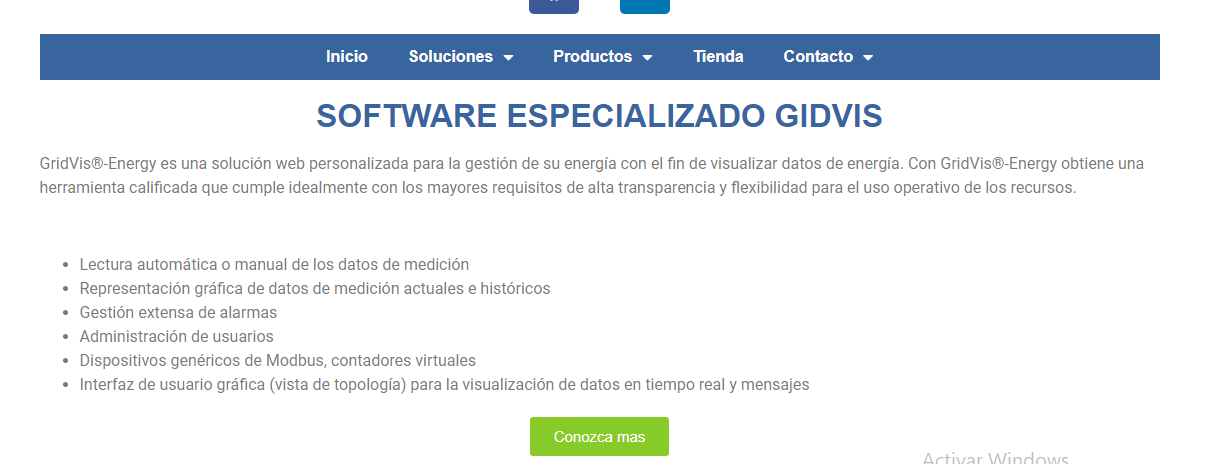 Inicio Soluciones Productos Tienda Contacto
SOFTWARE ESPECIALIZADO GIDVIS
GridVis®-Energy es una solución web personalizada para la gestión de su energía con el fin de visualizar datos de energía. Con GridVis®-Energy obtiene una
herramienta calificada que cumple idealmente con los mayores requisitos de alta transparencia y flexibilidad para el uso operativo de los recursos.
• Lectura automática o manual de los datos de medición
• Representación gráfica de datos de medición actuales e históricos
• Gestión extensa de alarmas
• Administración de usuarios
• Dispositivos genéricos de Modbus, contadores virtuales
• Interfaz de usuario gráfica (vista de topología) para la visualización de datos en tiempo real y mensajes
Conozca mas
Activar Windows